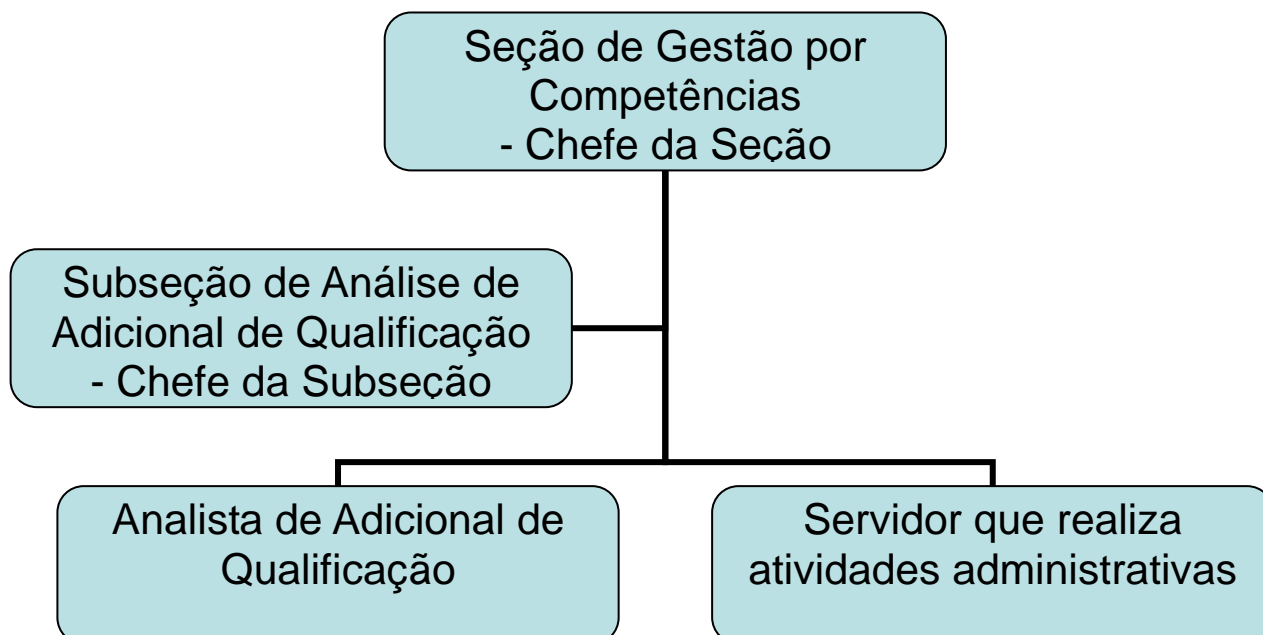 Seção de Gestão por
Competências
- Chefe da Seção
Subseção de Análise de
Adicional de Qualificação
- Chefe da Subseção
Analista de Adicional de
Qualificação
Servidor que realiza
atividades administrativas